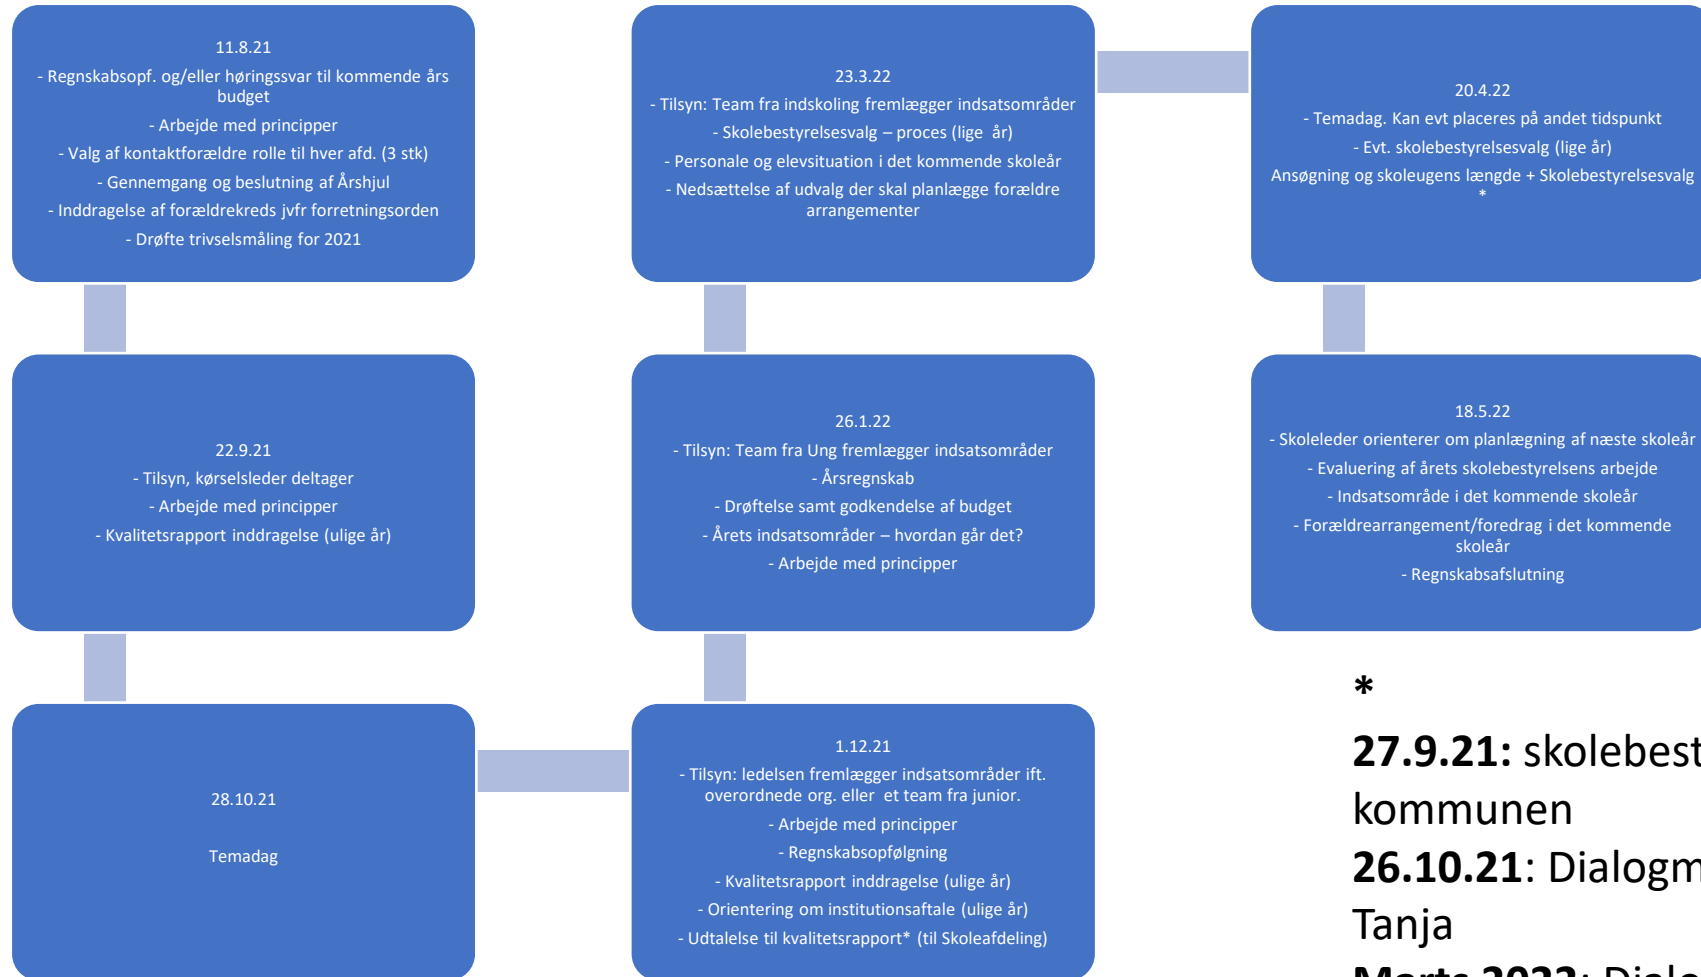 11.8.21
- Regnskabsopf. og/eller høringssvar til kommende års
budget
- Arbejde med principper
- Valg af kontaktforældre rolle til hver afd. (3 stk)
- Gennemgang og beslutning af Årshjul
- Inddragelse af forældrekreds jvfr forretningsorden
- Drøfte trivselsmåling for 2021
22.9.21
- Tilsyn, kørselsleder deltager
- Arbejde med principper
- Kvalitetsrapport inddragelse (ulige år)
28.10.21
Temadag
1.12.21
- Tilsyn: ledelsen fremlægger indsatsområder ift.
overordnede org. eller et team fra junior.
- Arbejde med principper
- Regnskabsopfølgning
- Kvalitetsrapport inddragelse (ulige år)
- Orientering om institutionsaftale (ulige år)
- Udtalelse til kvalitetsrapport* (til Skoleafdeling)
26.1.22
- Tilsyn: Team fra Ung fremlægger indsatsområder
- Årsregnskab
- Drøftelse samt godkendelse af budget
- Årets indsatsområder – hvordan går det?
- Arbejde med principper
23.3.22
- Tilsyn: Team fra indskoling fremlægger indsatsområder
- Skolebestyrelsesvalg – proces (lige år)
- Personale og elevsituation i det kommende skoleår
- Nedsættelse af udvalg der skal planlægge forældre
arrangementer
20.4.22
- Temadag. Kan evt placeres på andet tidspunkt
- Evt. skolebestyrelsesvalg (lige år)
Ansøgning og skoleugens længde + Skolebestyrelsesvalg
*
18.5.22
- Skoleleder orienterer om planlægning af næste skoleår
- Evaluering af årets skolebestyrelsens arbejde
- Indsatsområde i det kommende skoleår
- Forældrearrangement/foredrag i det kommende
skoleår
- Regnskabsafslutning
*
27.9.21: skolebest
kommunen
26.10.21: Dialogm
Tanja